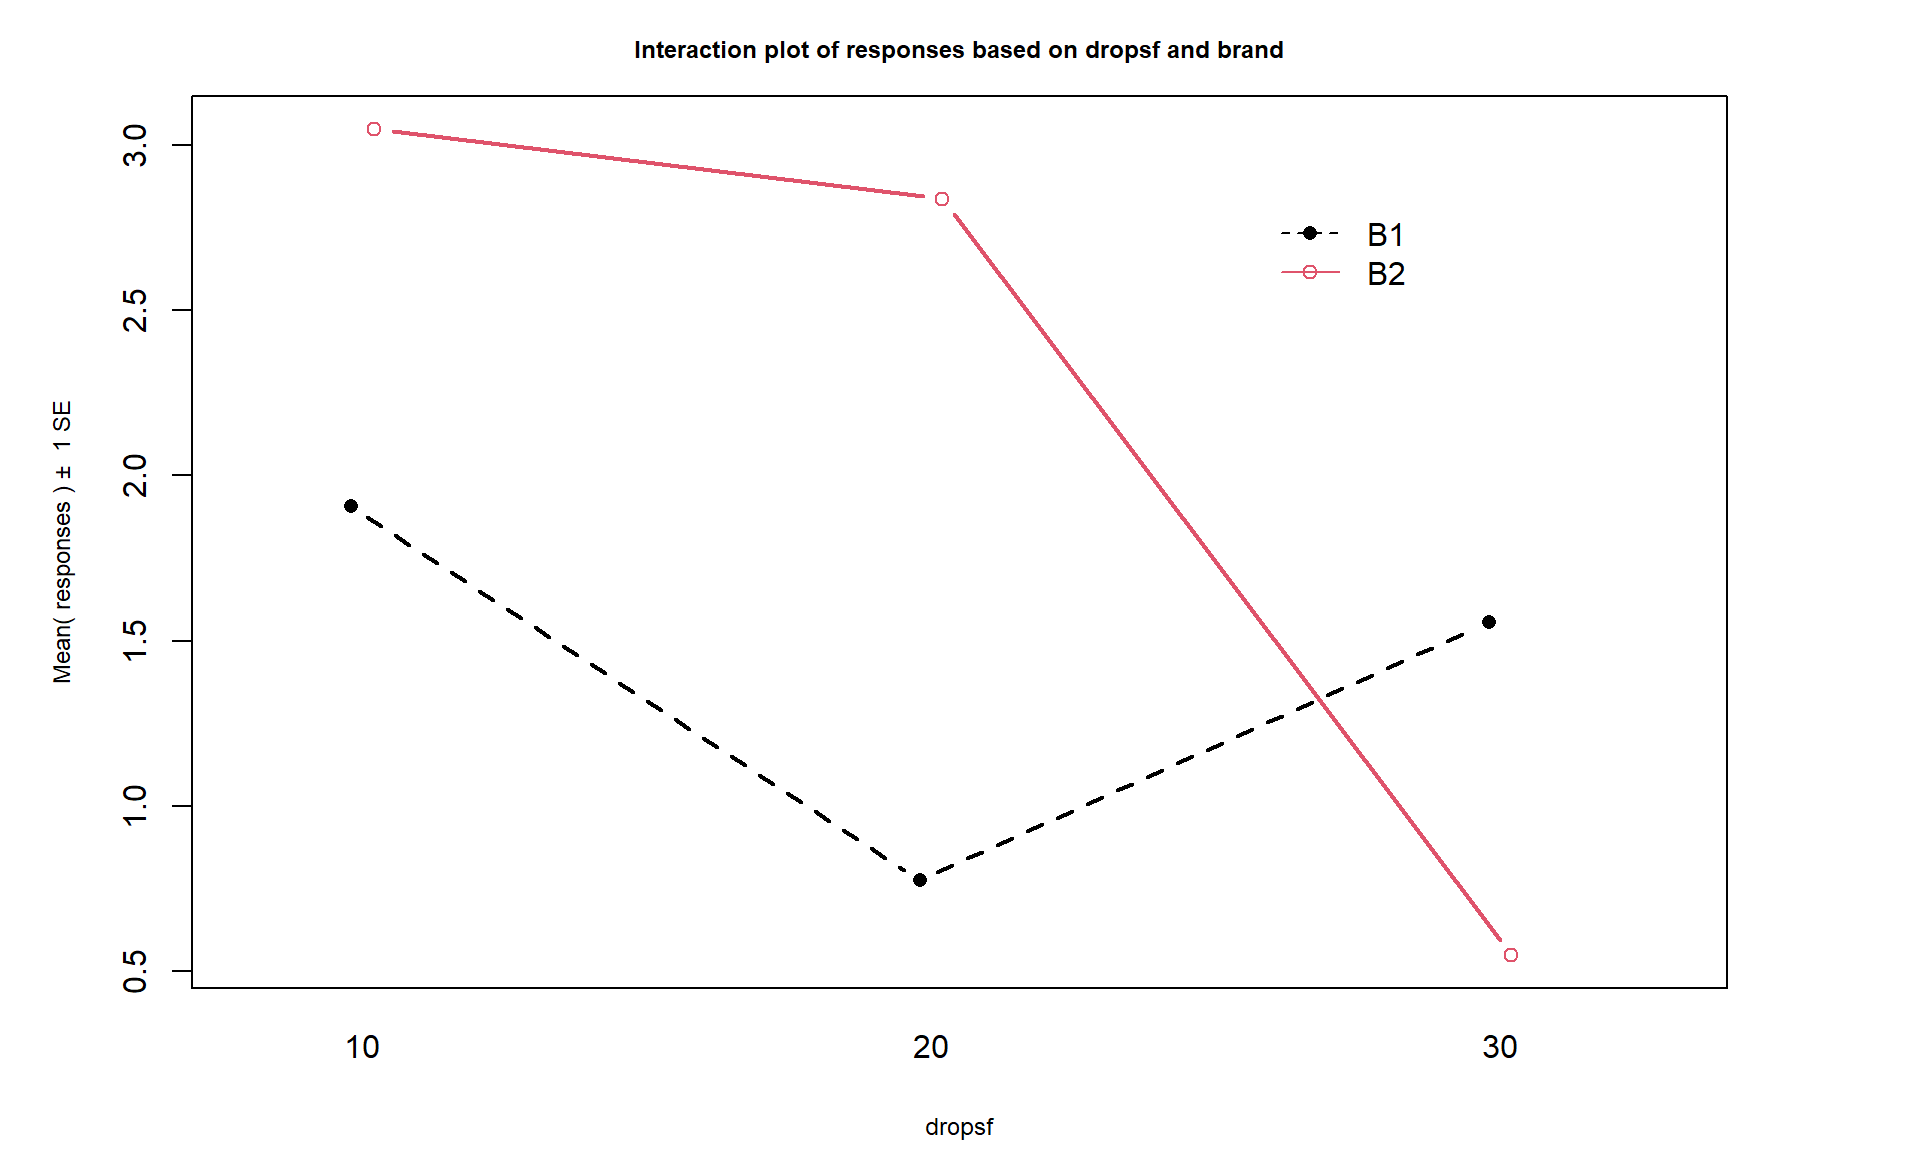 Interaction plot of responses based on dropsf and brand
Mean( responses ) ± 1 SE
3.0
2.5
2.0
1.5
1.0
0.5
B1
B2
10 20 30
dropsf